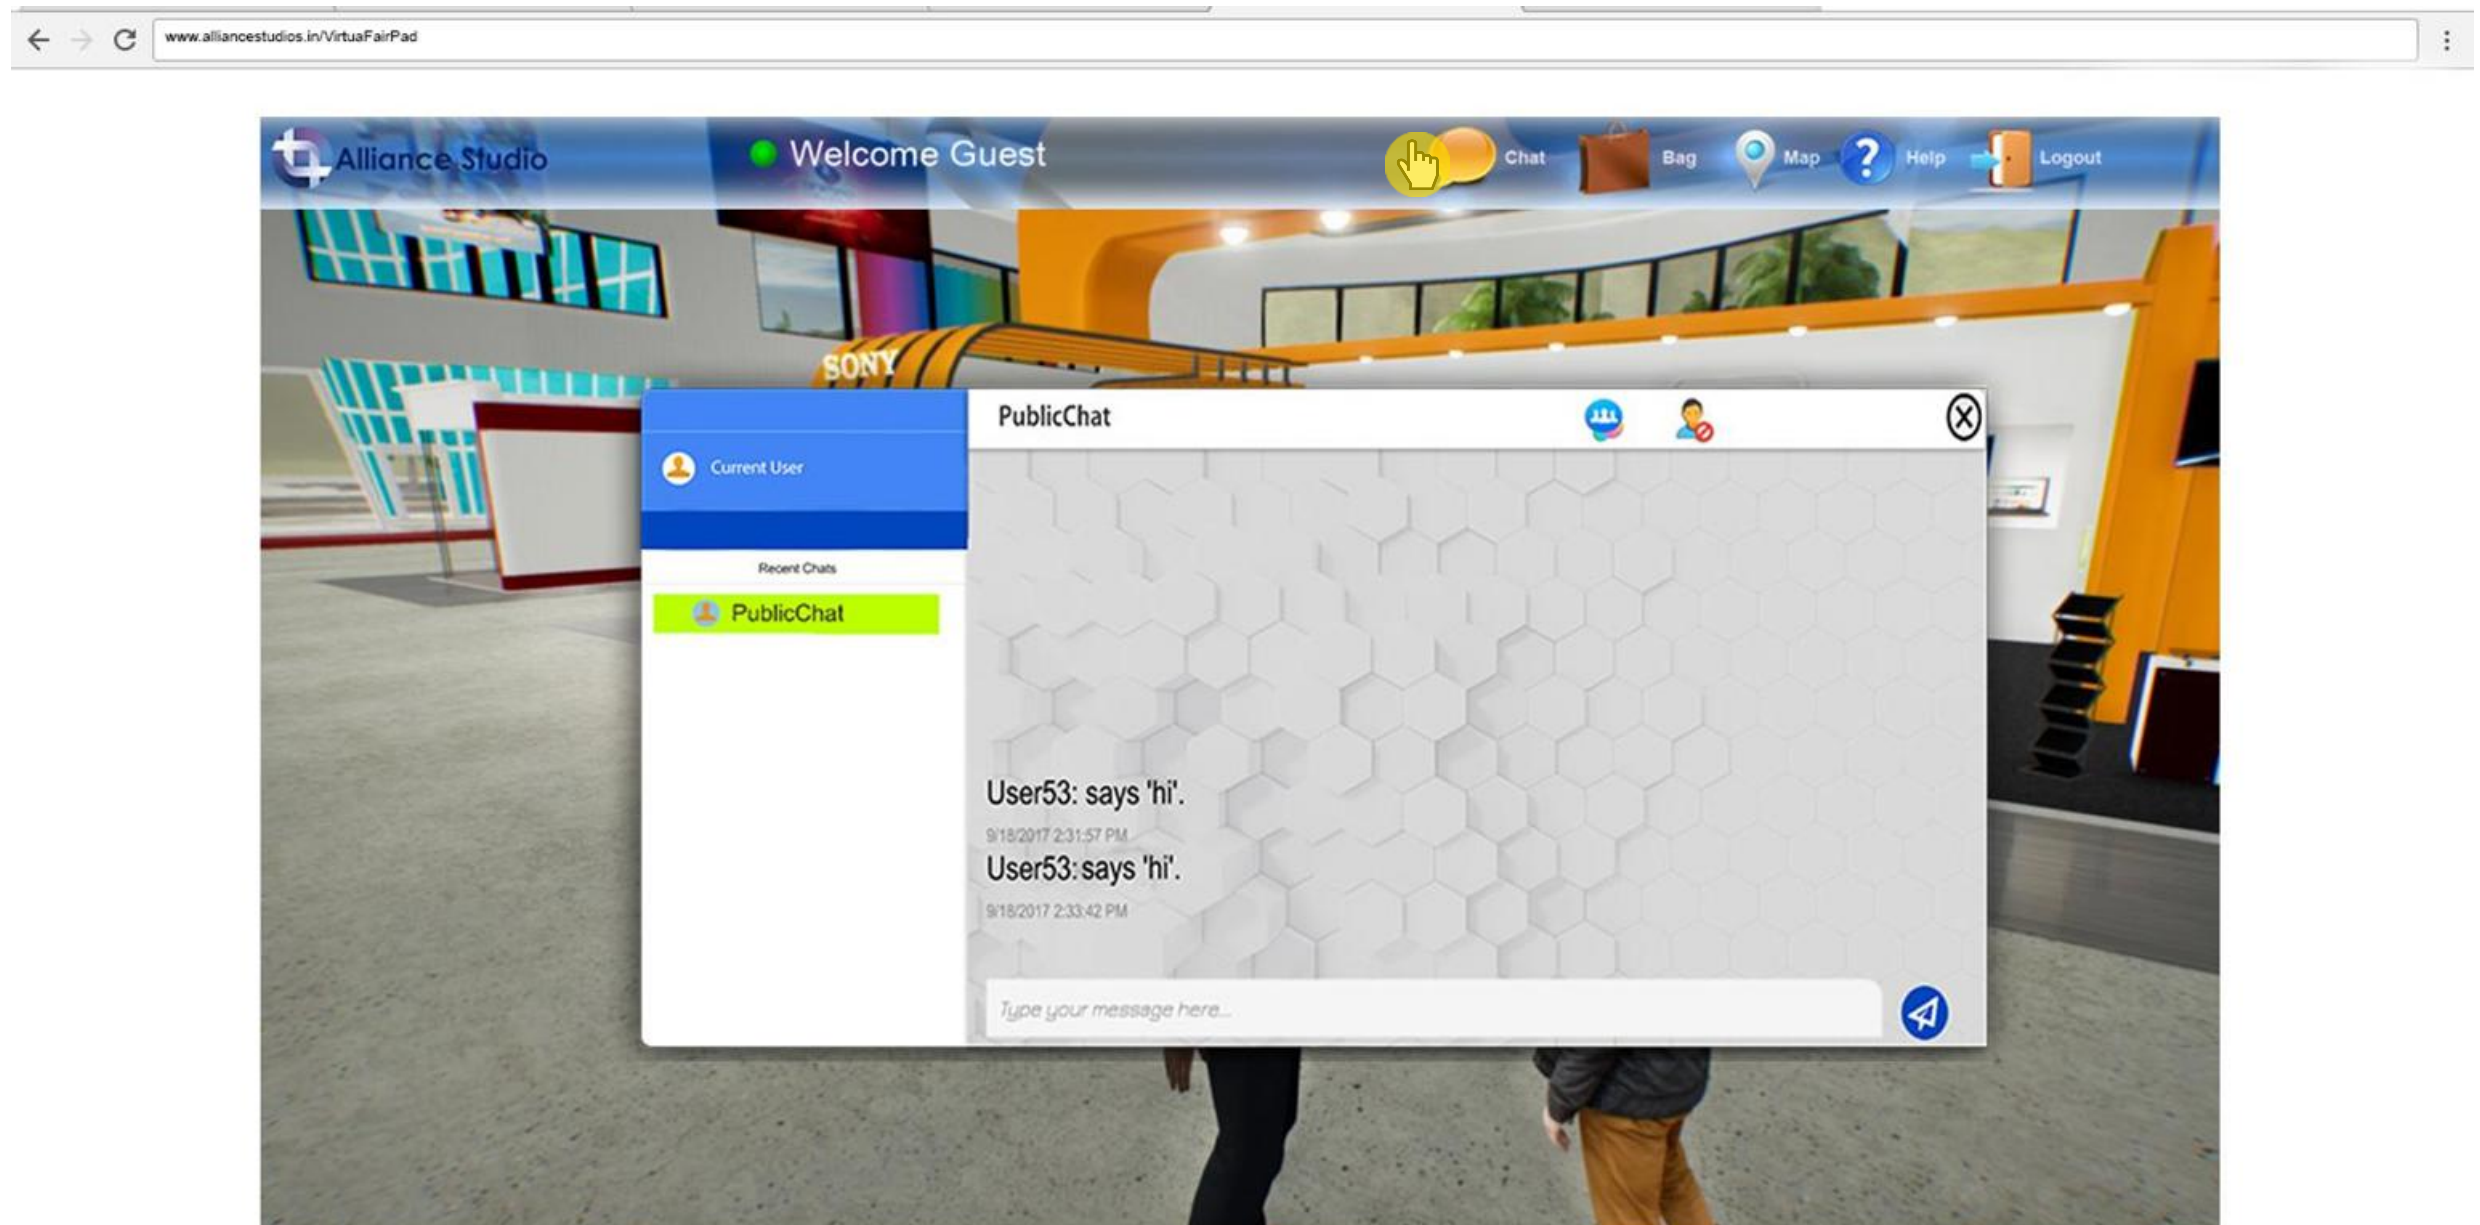 www.alliancestudios.in/VirtuaFairPad
Alliance Studio
Welcome Guest
Chat
Bag
Map
? Help
Logout
SONY
PublicChat
Current User
Recent Chats
PublicChat
User53: says 'hi'.
9/18/2017 2:31:57 PM
User53: says 'hi'.
9/18/2017 2:33:42 PM
Type your message here...